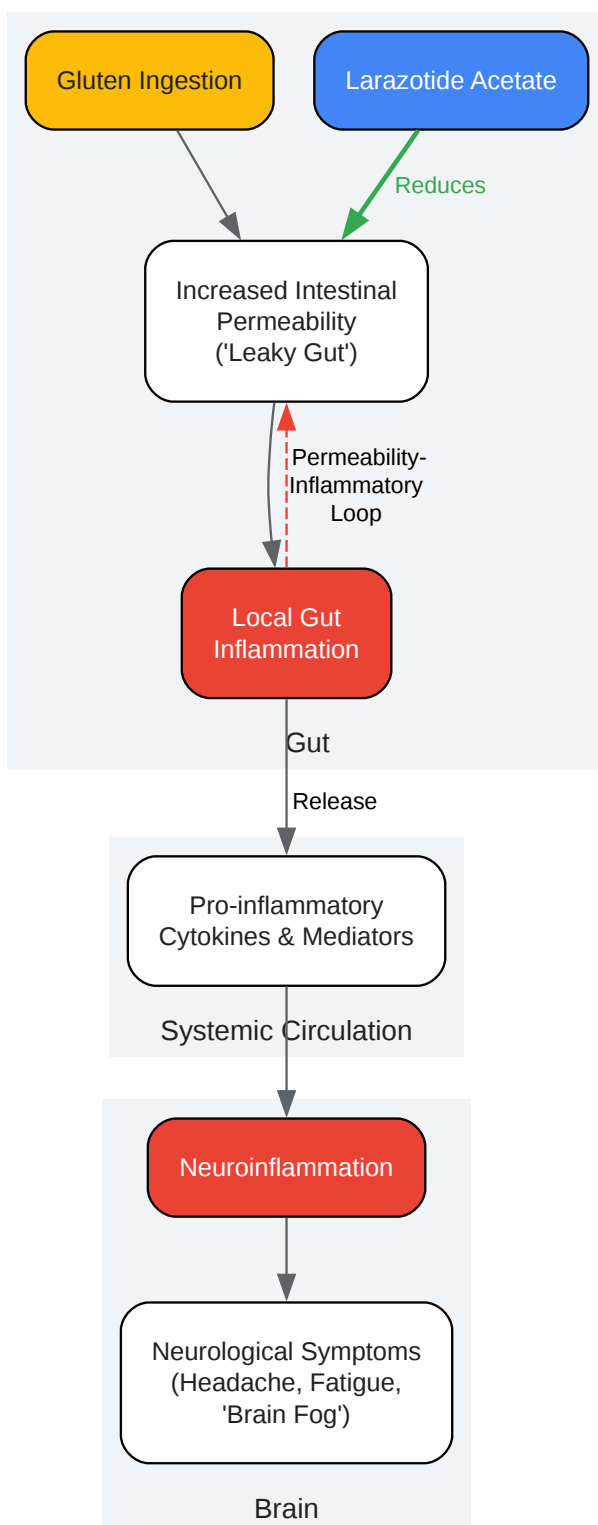 Gluten Ingestion
Larazotide Acetate
Reduces
Increased Intestinal
Permeability
('Leaky Gut')
Permeability-
Inflammatory
Loop
Local Gut
Inflammation
Gut
Release
Pro-inflammatory
Cytokines & Mediators
Systemic Circulation
Neuroinflammation
Neurological Symptoms
(Headache, Fatigue,
'Brain Fog')
Brain